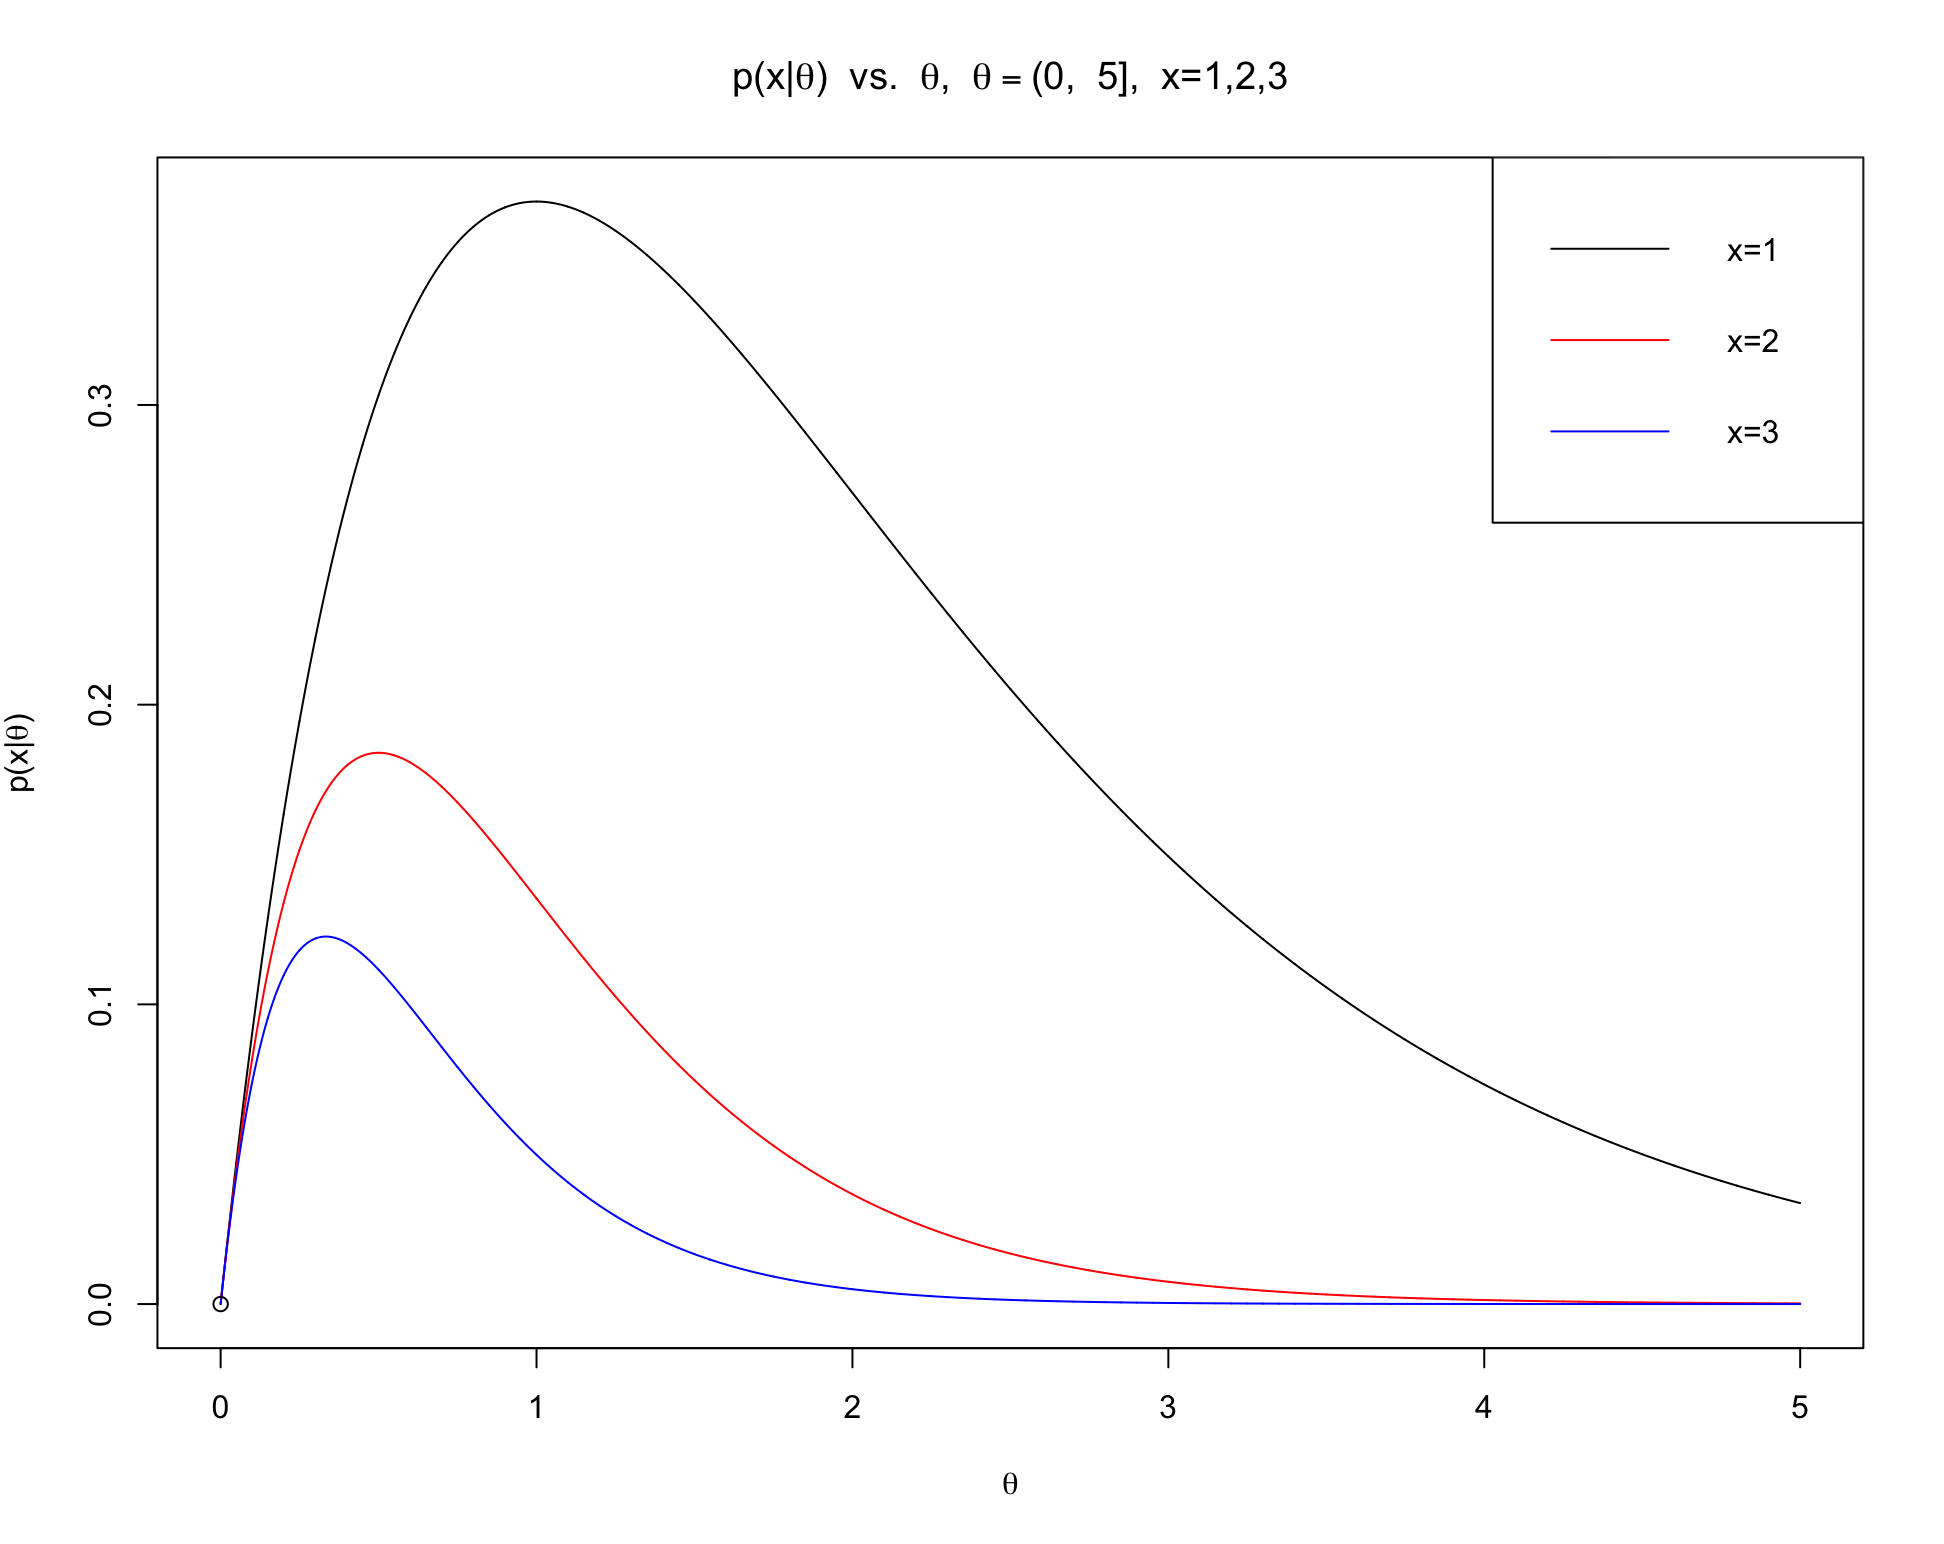 p(x|θ) vs. θ, θ = (0, 5], x=1,2,3
x=1
x=2
x=3
0.3
0.2
0.1
0.0
p(x|θ)
0 1 2 3 4 5
θ